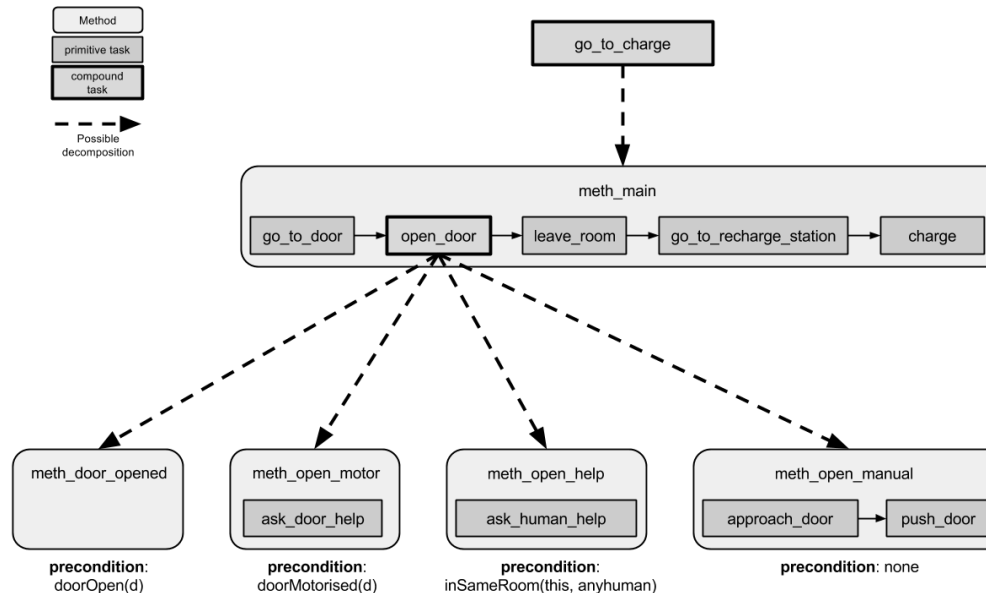 Method
primitive task
compound
task
Possible
decomposition
go_to_charge
meth_main
go_to_door
open_door
leave_room
go_to_recharge_station
charge
meth_door_opened
meth_open_motor
ask_door_help
meth_open_help
ask_human_help
meth_open_manual
approach_door
push_door
precondition:
doorOpen(d)
precondition:
doorMotorised(d)
precondition:
inSameRoom(this, anyhuman)
precondition: none